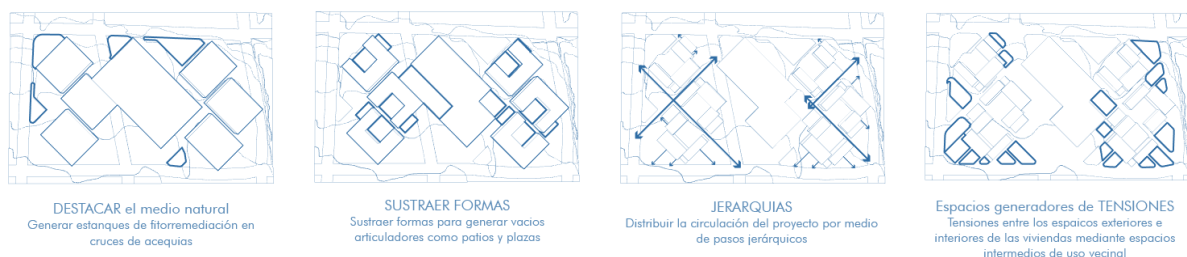 DESTACAR el medio natural
Generar estanques de fitorremediación en
cruces de acequias
SUSTRAER FORMAS
Sustraer formas para generar vacios
articuladores como patios y plazas
JERARQUIAS
Distribuir la circulación del proyecto por medio
de pasos jerárquicos
Espacios generadores de TENSIONES
Tensiones entre los espaicos exteriores e
interiores de las viviendas mediante espacios
intermedios de uso vecinal